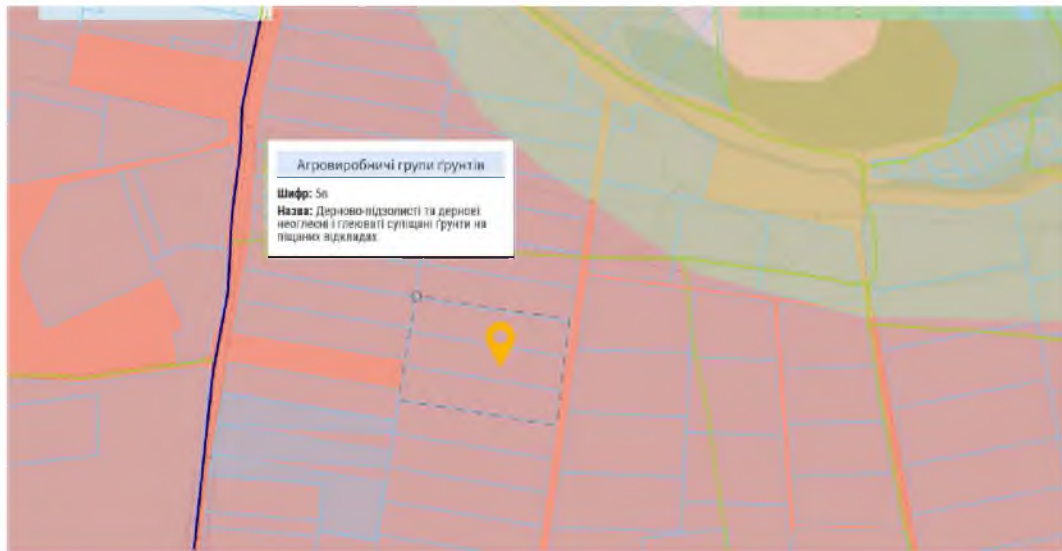 Агровиробничі групи ґрунтів
Шифр: 5в
Назва: Дерново-підзолисті та дернові
неоглеєні і глеюваті супіщані ґрунти на
піщаних відкладах